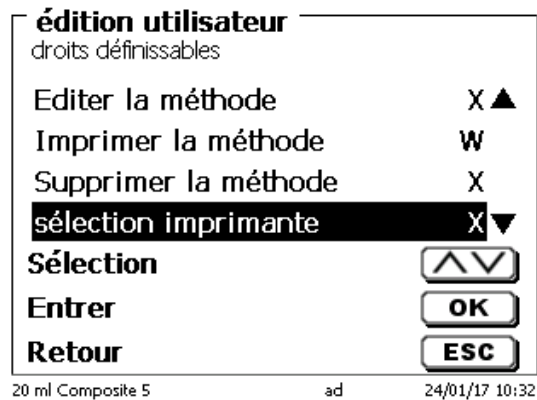 édition utilisateur
droits définissables
Editer la méthode X
Imprimer la méthode W
Supprimer la méthode X
sélection imprimante X
Sélection
Entrer OK
Retour ESC
20 ml Composite 5 ad 24/01/17 10:32